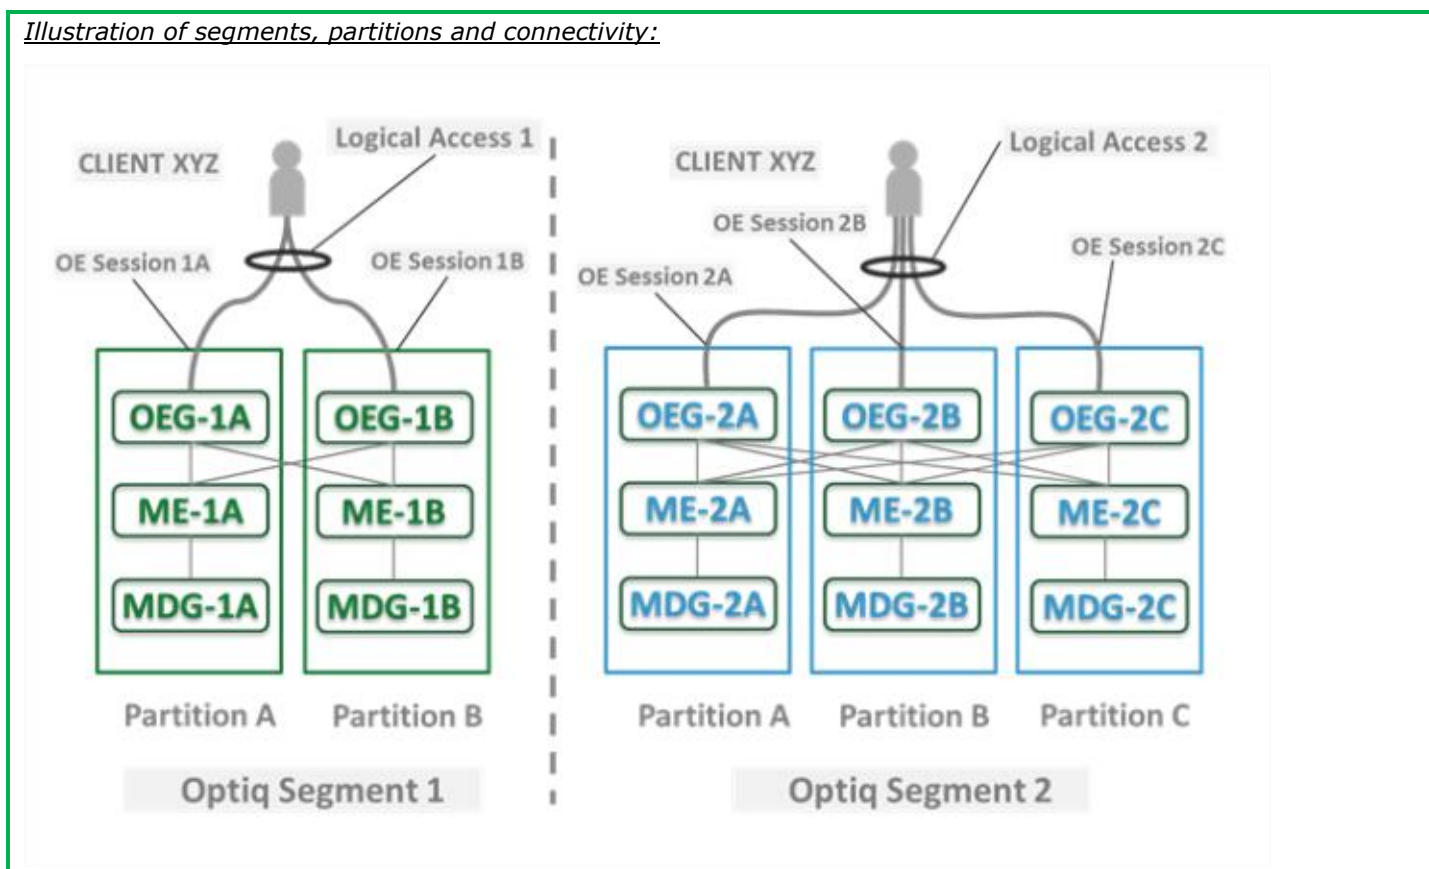 Illustration of segments, partitions and connectivity:
CLIENT XYZ
Logical Access 1
OE Session 1A
OE Session 1B
OEG-1A
OEG-1B
ME-1A
ME-1B
MDG-1A
MDG-1B
Partition A
Partition B
Optiq Segment 1
CLIENT XYZ
Logical Access 2
OE Session 2B
OE Session 2A
OE Session 2C
OEG-2A
OEG-2B
OEG-2C
ME-2A
ME-2B
ME-2C
MDG-2A
MDG-2B
MDG-2C
Partition A
Partition B
Partition C
Optiq Segment 2